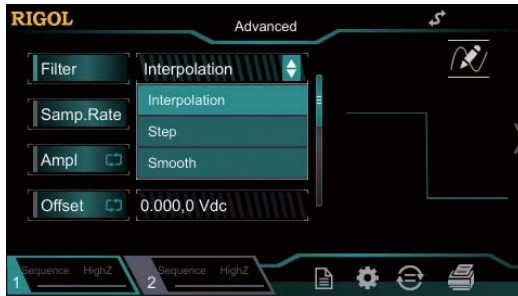 RIGOL
Advanced
Filter
Interpolation
Interpolation
Samp.Rate
Step
Ampl
Smooth
Offset
0.000,0 Vdc
1 Sequence HighZ
2 Sequence HighZ